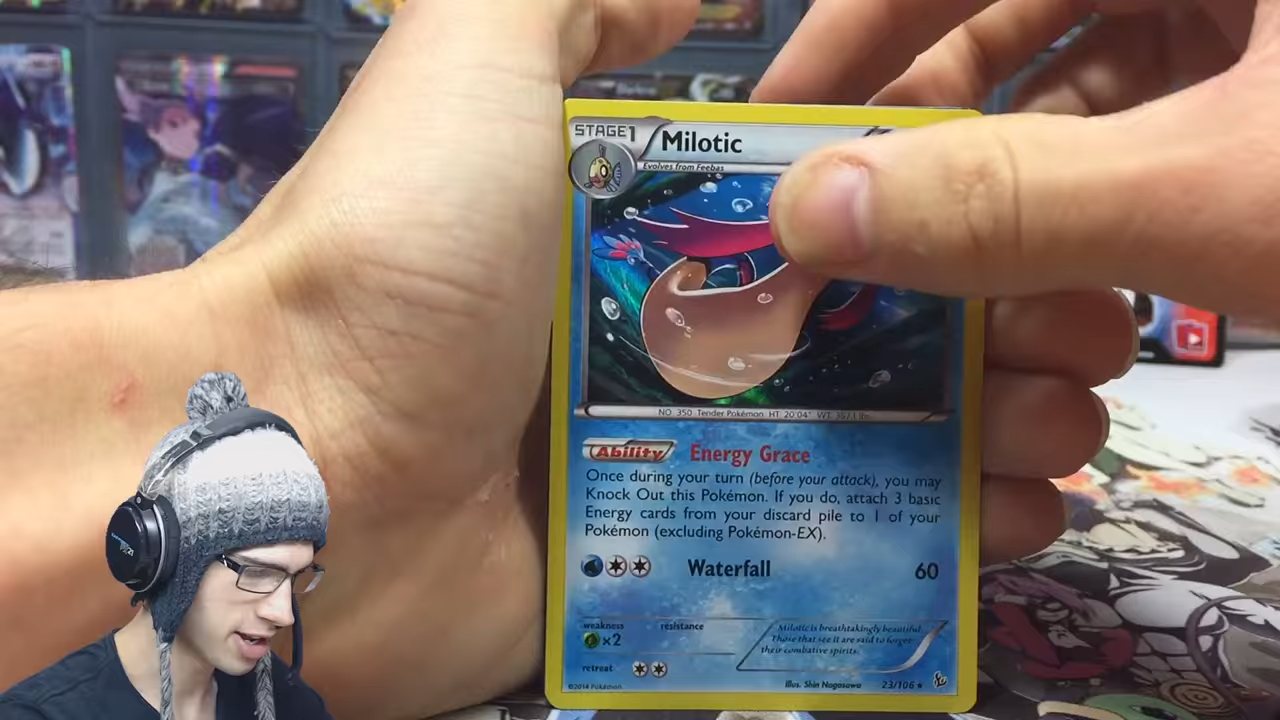 STAGE1
Milotic
Evolves from Feebas
NO. 350 Tender Pokémon HT: 20'04" WT: 357.1 lbs.
Ability Energy Grace
Once during your turn (before your attack), you may
Knock Out this Pokémon. If you do, attach 3 basic
Energy cards from your discard pile to 1 of your
Pokémon (excluding Pokémon-EX).
Waterfall 60
weakness resistance
×2
Milotic is breathtakingly beautiful.
Those that see it are said to forget
their combative spirits.
retreat
©2014 Pokémon
Illus. Shin Nagasawa 23/106